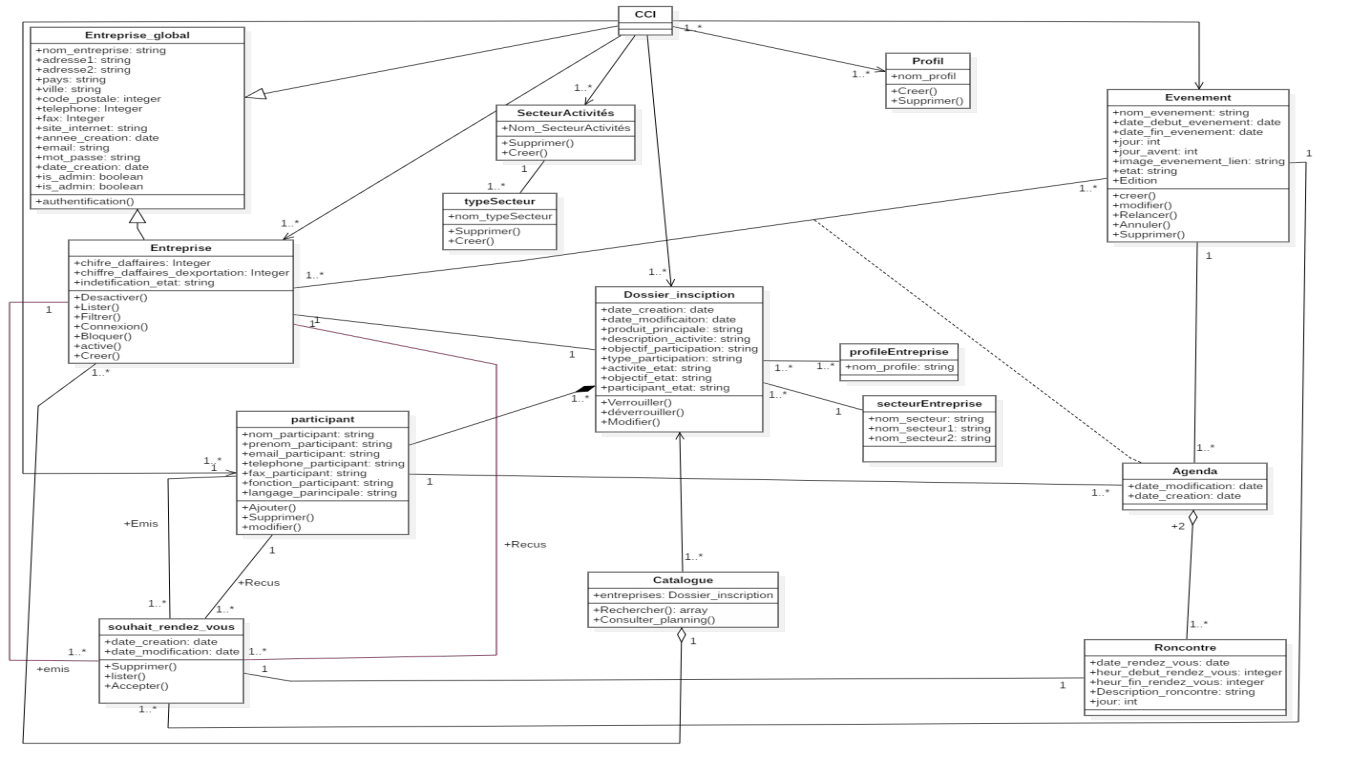 CCI
1..*
Entreprise_global
+nom_entreprise: string
+adresse1: string
+adresse2: string
+pays: string
+ville: string
+code_postale: integer
+telephone: Integer
+fax: Integer
+site_internet: string
+annee_creation: date
+email: string
+mot_passe: string
+date_creation: date
+is_admin: boolean
+is_admin: boolean
+authentification()
1..*
Profil
+nom_profil
+Creer()
+Supprimer()
1..*
SecteurActivités
+Nom_SecteurActivités
+Supprimer()
+Creer()
1
1..*
typeSecteur
+nom_typeSecteur
+Supprimer()
+Creer()
Evenement
+nom_evenement: string
+date_debut_evenement: date
+date_fin_evenement: date
+jour: int
+jour_avent: int
+image_evenement_lien: string
+etat: string
+Edition
+creer()
+modifier()
+Relancer()
+Annuler()
+Supprimer()
1
1..*
1
1..*
Entreprise
+chifre_daffaires: Integer
+chiffre_daffaires_dexportation: Integer
+indetification_etat: string
+Desactiver()
+Lister()
+Filtrer()
+Connexion()
+Bloquer()
+active()
+Creer()
1..*
1
1
1
1..*
1..*
Dossier_insciption
+date_creation: date
+date_modificaiton: date
+produit_principale: string
+description_activite: string
+objectif_participation: string
+type_participation: string
+activite_etat: string
+objectif_etat: string
+participant_etat: string
+Verrouiller()
+déverrouiller()
+Modifier()
1
1..*
1..*
1..*
profileEntreprise
+nom_profile: string
1..*
1
secteurEntreprise
+nom_secteur: string
+nom_secteur1: string
+nom_secteur2: string
participant
+nom_participant: string
+prenom_participant: string
+email_participant: string
+telephone_participant: string
+fax_participant: string
+fonction_participant: string
+langage_parincipale: string
+Ajouter()
+Supprimer()
+modifier()
1..*
1
1
1
1..*
1..*
Agenda
+date_modification: date
+date_creation: date
+2
+Emis
+Recus
+Recus
1..*
1..*
1..*
Catalogue
+entreprises: Dossier_inscription
+Rechercher(): array
+Consulter_planning()
1
souhait_rendez_vous
+date_creation: date
+date_modification: date
+Supprimer()
+lister()
+Accepter()
1..*
+emis
1..*
1
1..*
1..*
1
Roncontre
+date_rendez_vous: date
+heur_debut_rendez_vous: integer
+heur_fin_rendez_vous: integer
+Description_roncontre: string
+jour: int